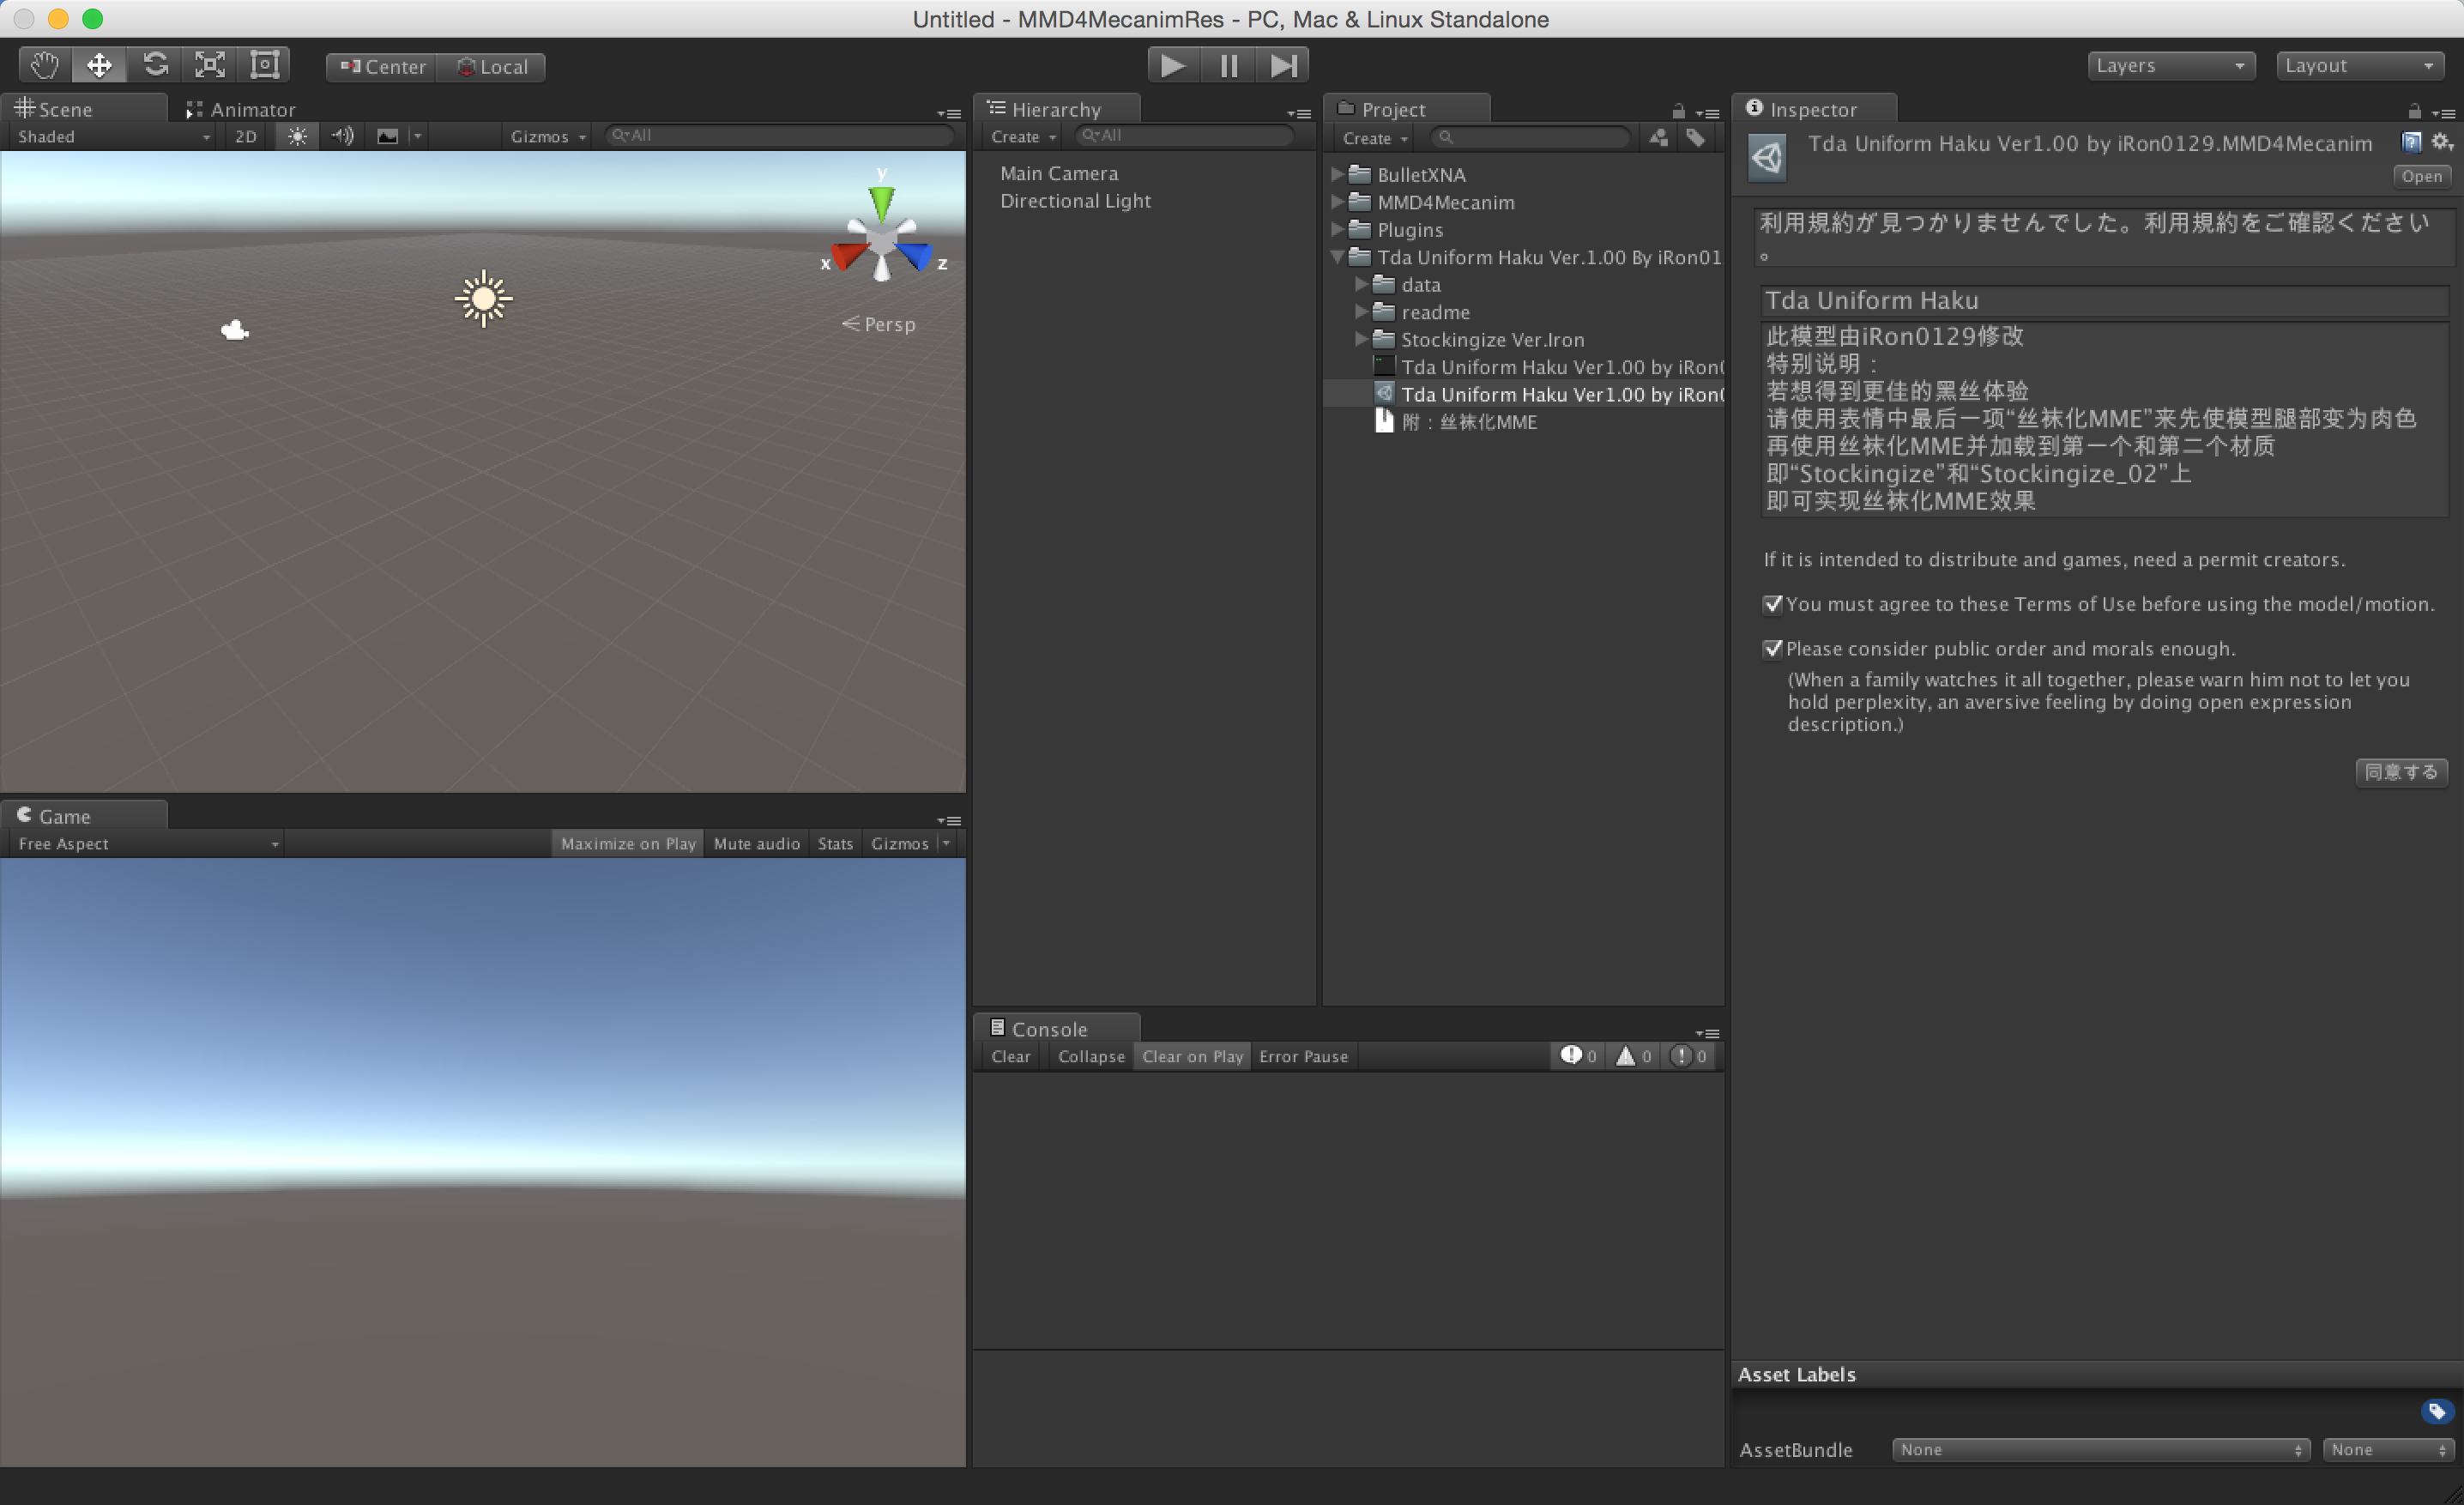 Untitled - MMD4MecanimRes - PC, Mac & Linux Standalone
Center
Local
Layers
Layout
Scene
Animator
Shaded
2D
Gizmos
All
y
x
z
Persp
Game
Free Aspect
Maximize on Play
Mute audio
Stats
Gizmos
Hierarchy
Create
All
Main Camera
Directional Light
Project
Create
BulletXNA
MMD4Mecanim
Plugins
Tda Uniform Haku Ver.1.00 By iRon01
data
readme
Stockingize Ver.Iron
Tda Uniform Haku Ver1.00 by iRon0
Tda Uniform Haku Ver1.00 by iRon0
附：丝袜化MME
Console
Clear
Collapse
Clear on Play
Error Pause
0
0
0
Inspector
Tda Uniform Haku Ver1.00 by iRon0129.MMD4Mecanim
Open
利用規約が見つかりませんでした。利用規約をご確認ください
。
Tda Uniform Haku
此模型由iRon0129修改
特别说明：
若想得到更佳的黑丝体验
请使用表情中最后一项“丝袜化MME”来先使模型腿部变为肉色
再使用丝袜化MME并加载到第一个和第二个材质
即“Stockingize”和“Stockingize_02”上
即可实现丝袜化MME效果
If it is intended to distribute and games, need a permit creators.
You must agree to these Terms of Use before using the model/motion.
Please consider public order and morals enough.
(When a family watches it all together, please warn him not to let you
hold perplexity, an aversive feeling by doing open expression
description.)
同意する
Asset Labels
AssetBundle
None
None